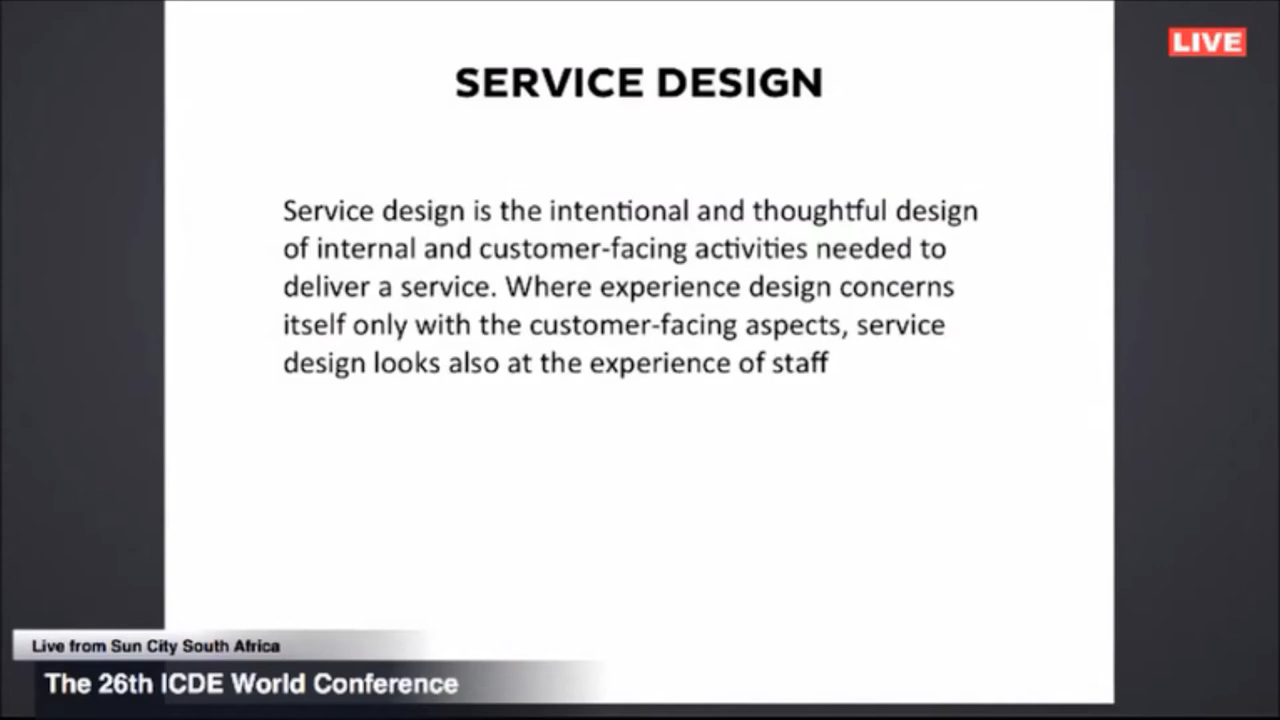 LIVE
SERVICE DESIGN
Service design is the intentional and thoughtful design
of internal and customer-facing activities needed to
deliver a service. Where experience design concerns
itself only with the customer-facing aspects, service
design looks also at the experience of staff
Live from Sun City South Africa
The 26th ICDE World Conference